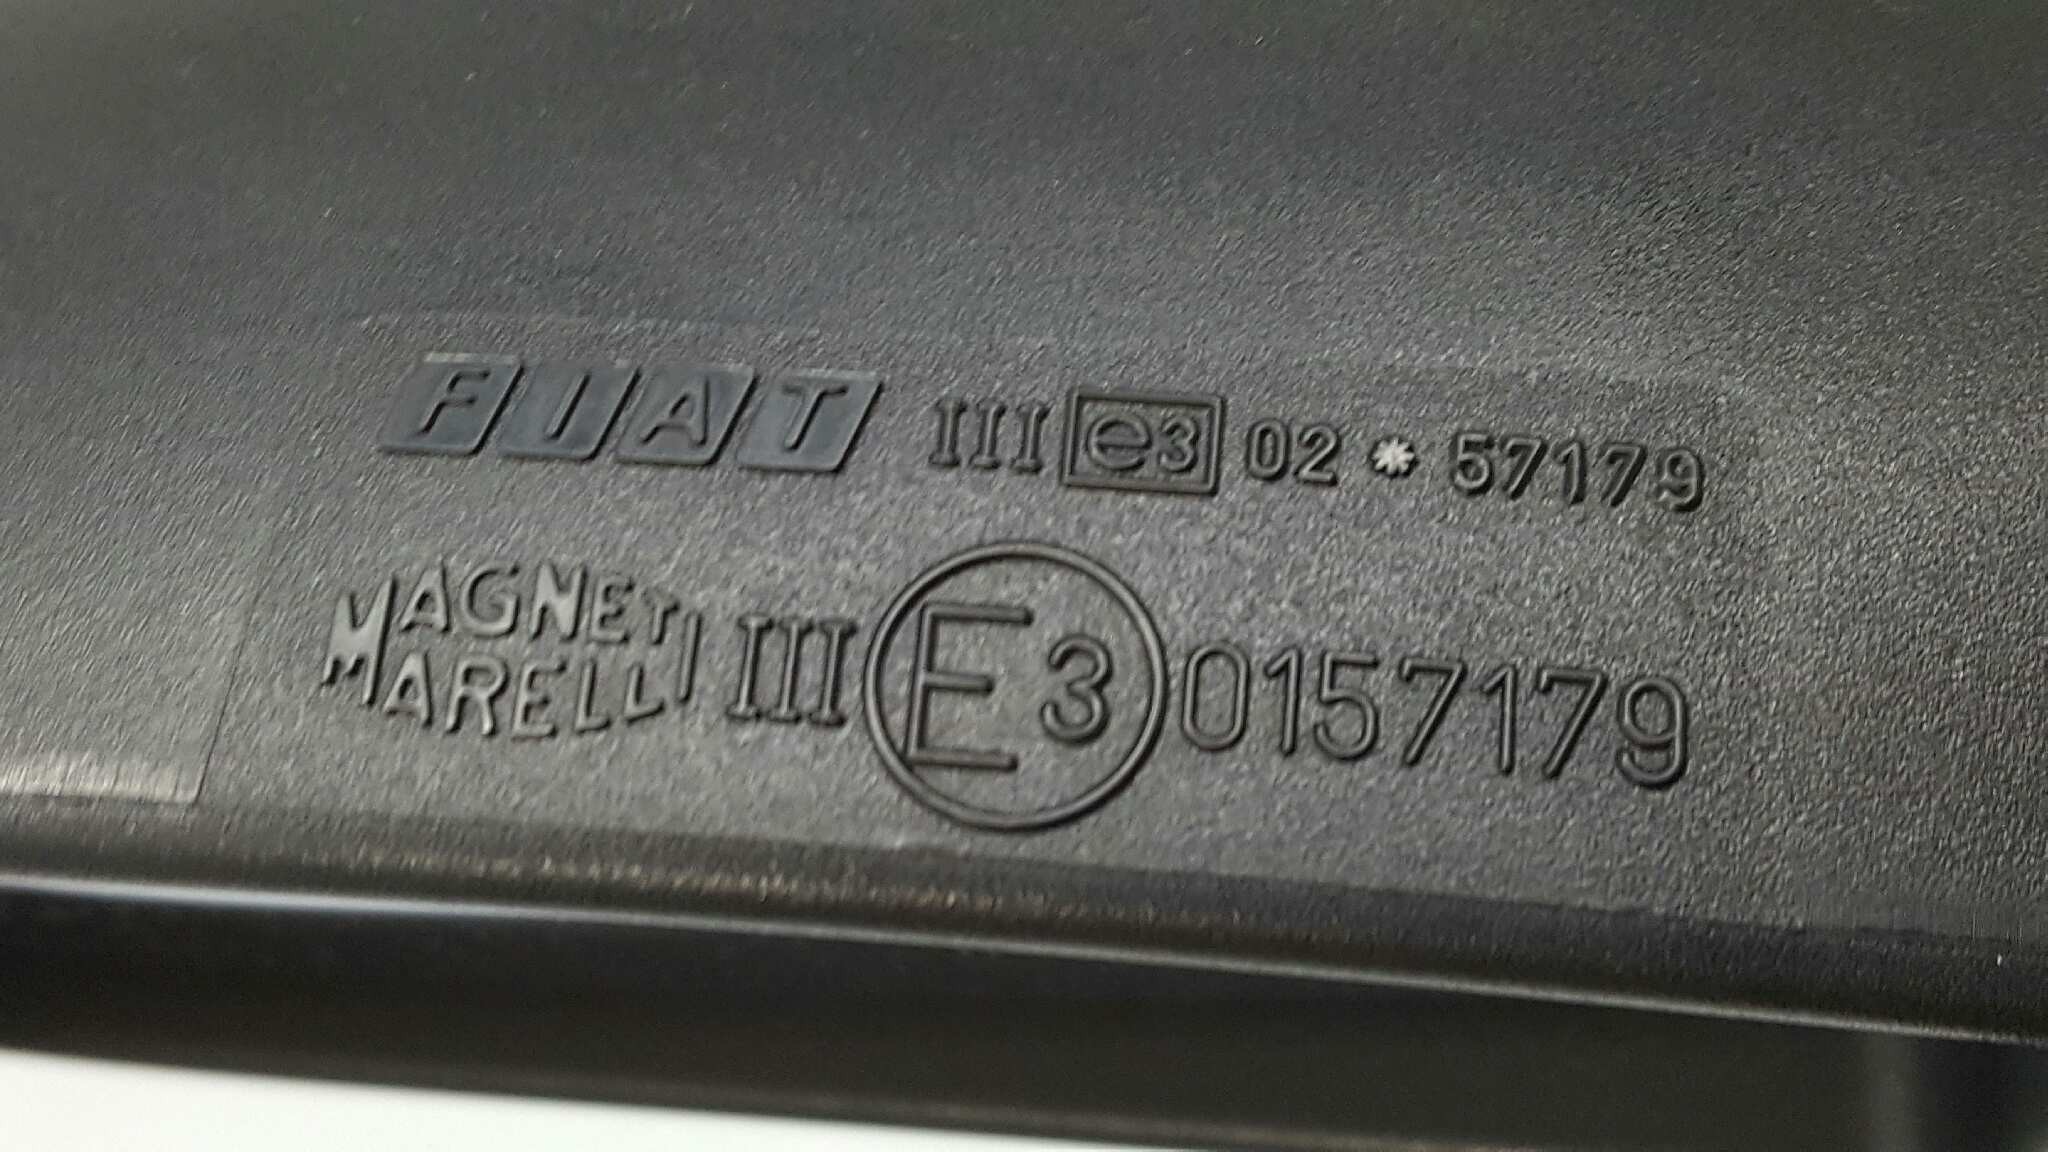 FIAT III e3 02 * 57179
MAGNETI MARELLI III E3 0157179